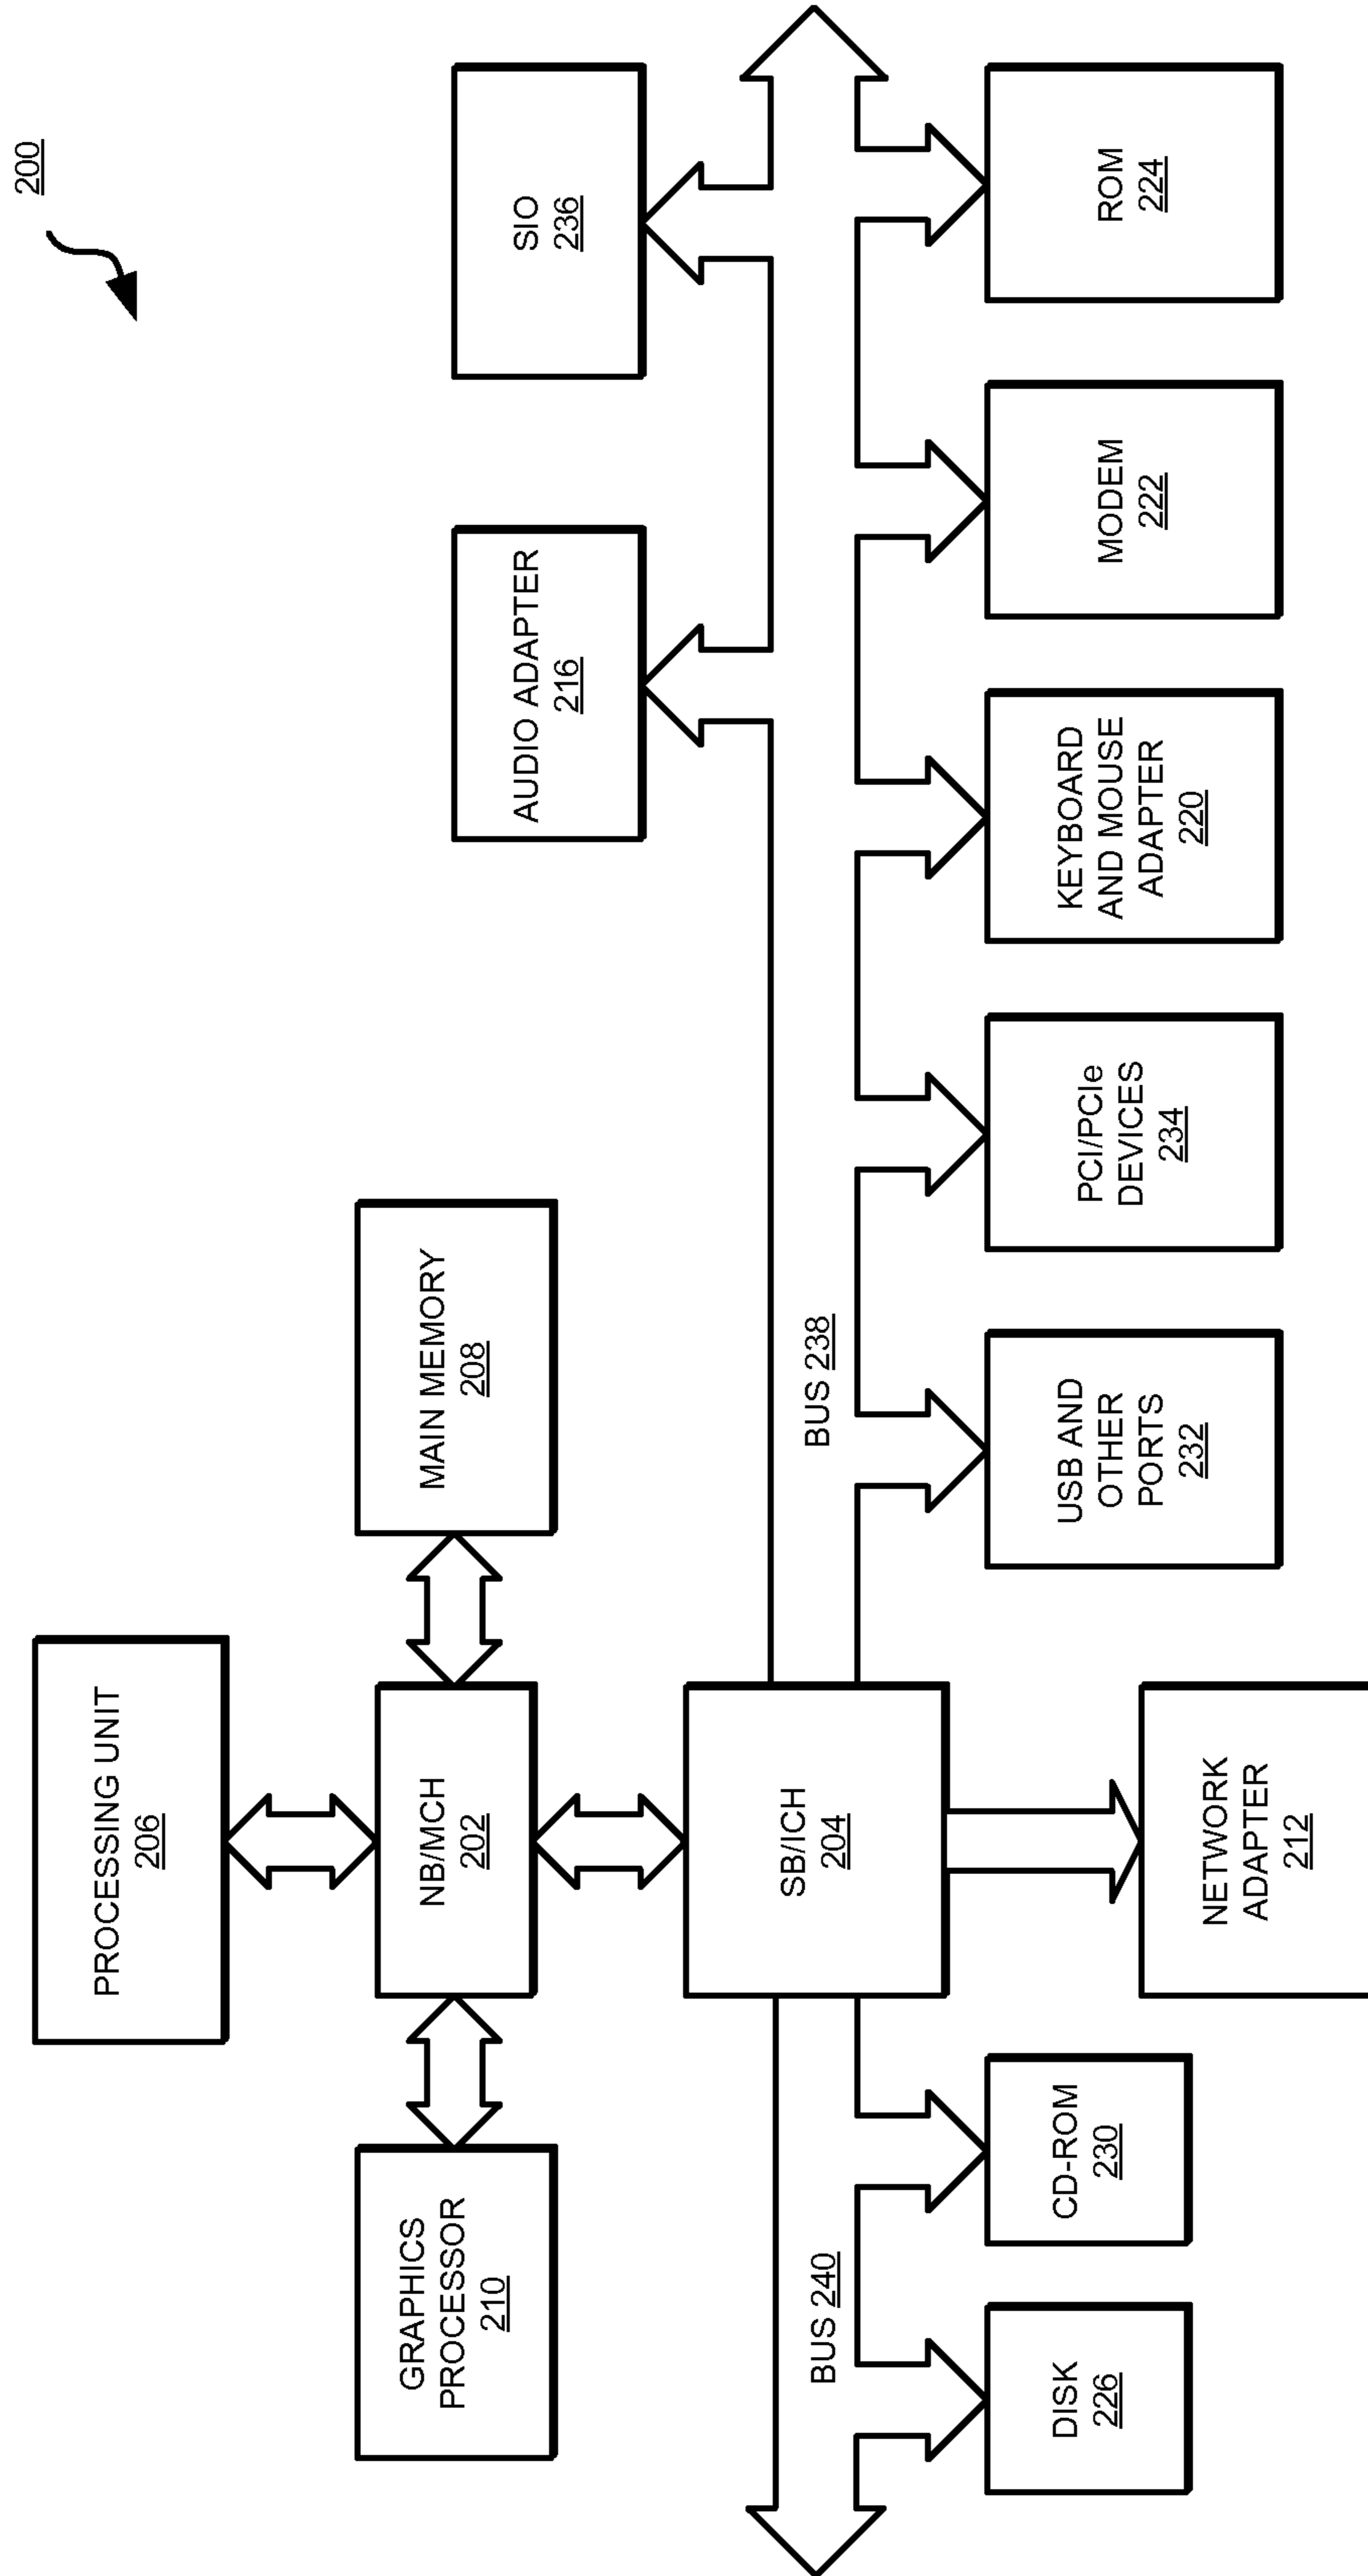 200
PROCESSING UNIT
206
GRAPHICS
PROCESSOR
210
NB/MCH
202
MAIN MEMORY
208
AUDIO ADAPTER
216
SIO
236
SB/ICH
204
BUS 240
BUS 238
DISK
226
CD-ROM
230
USB AND
OTHER
PORTS
232
PCI/PCIe
DEVICES
234
KEYBOARD
AND MOUSE
ADAPTER
220
MODEM
222
ROM
224
NETWORK
ADAPTER
212